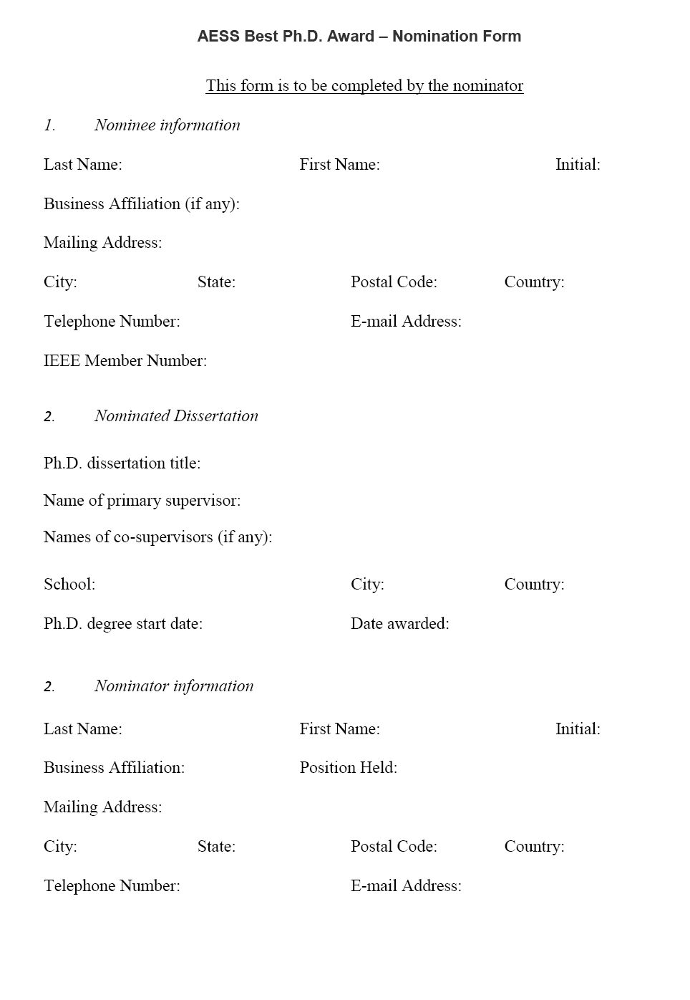 AESS Best Ph.D. Award – Nomination Form
This form is to be completed by the nominator
1. Nominee information
Last Name: First Name: Initial:
Business Affiliation (if any):
Mailing Address:
City: State: Postal Code: Country:
Telephone Number: E-mail Address:
IEEE Member Number:
2. Nominated Dissertation
Ph.D. dissertation title:
Name of primary supervisor:
Names of co-supervisors (if any):
School: City: Country:
Ph.D. degree start date: Date awarded:
2. Nominator information
Last Name: First Name: Initial:
Business Affiliation: Position Held:
Mailing Address:
City: State: Postal Code: Country:
Telephone Number: E-mail Address: